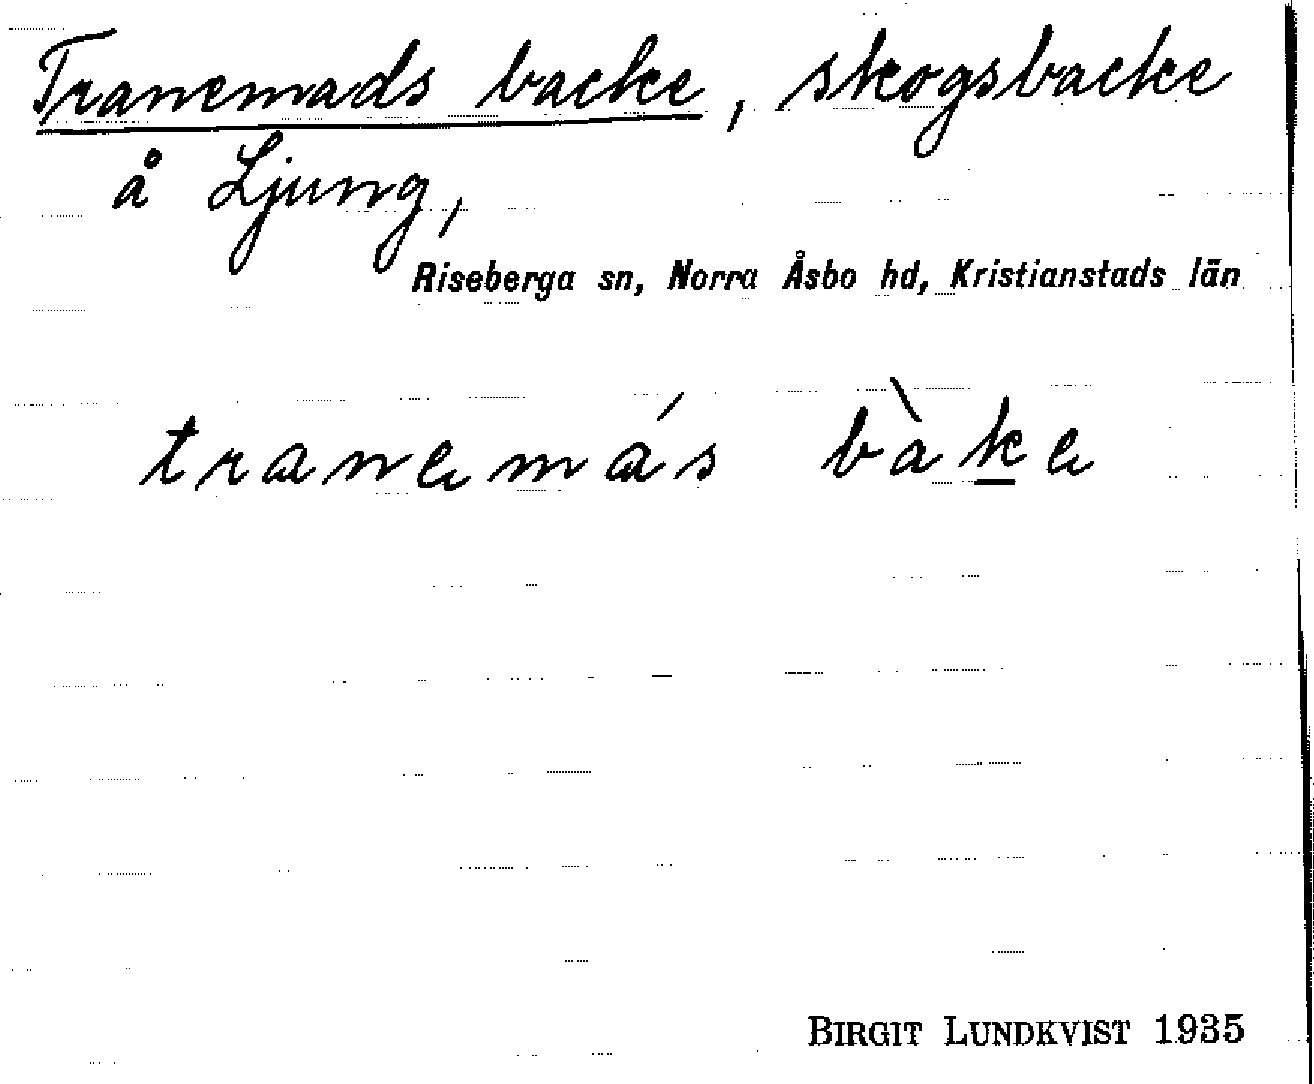 Tranemads backe, skogsbacke
å Ljung,
Riseberga sn, Norra Åsbo hd, Kristianstads län
tranemás bàke
BIRGIT LUNDKVIST 1935